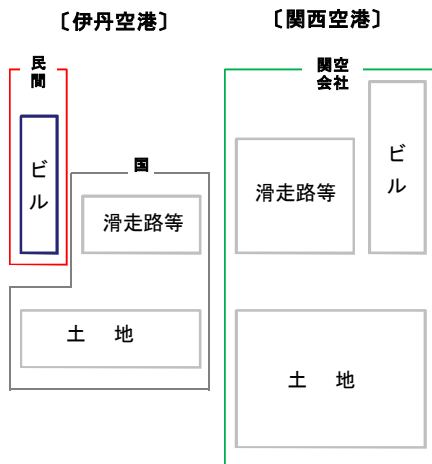 〔伊丹空港〕
民
間
ビ
ル
国
滑走路等
土 地
〔関西空港〕
関空
会社
滑走路等
ビ
ル
土 地